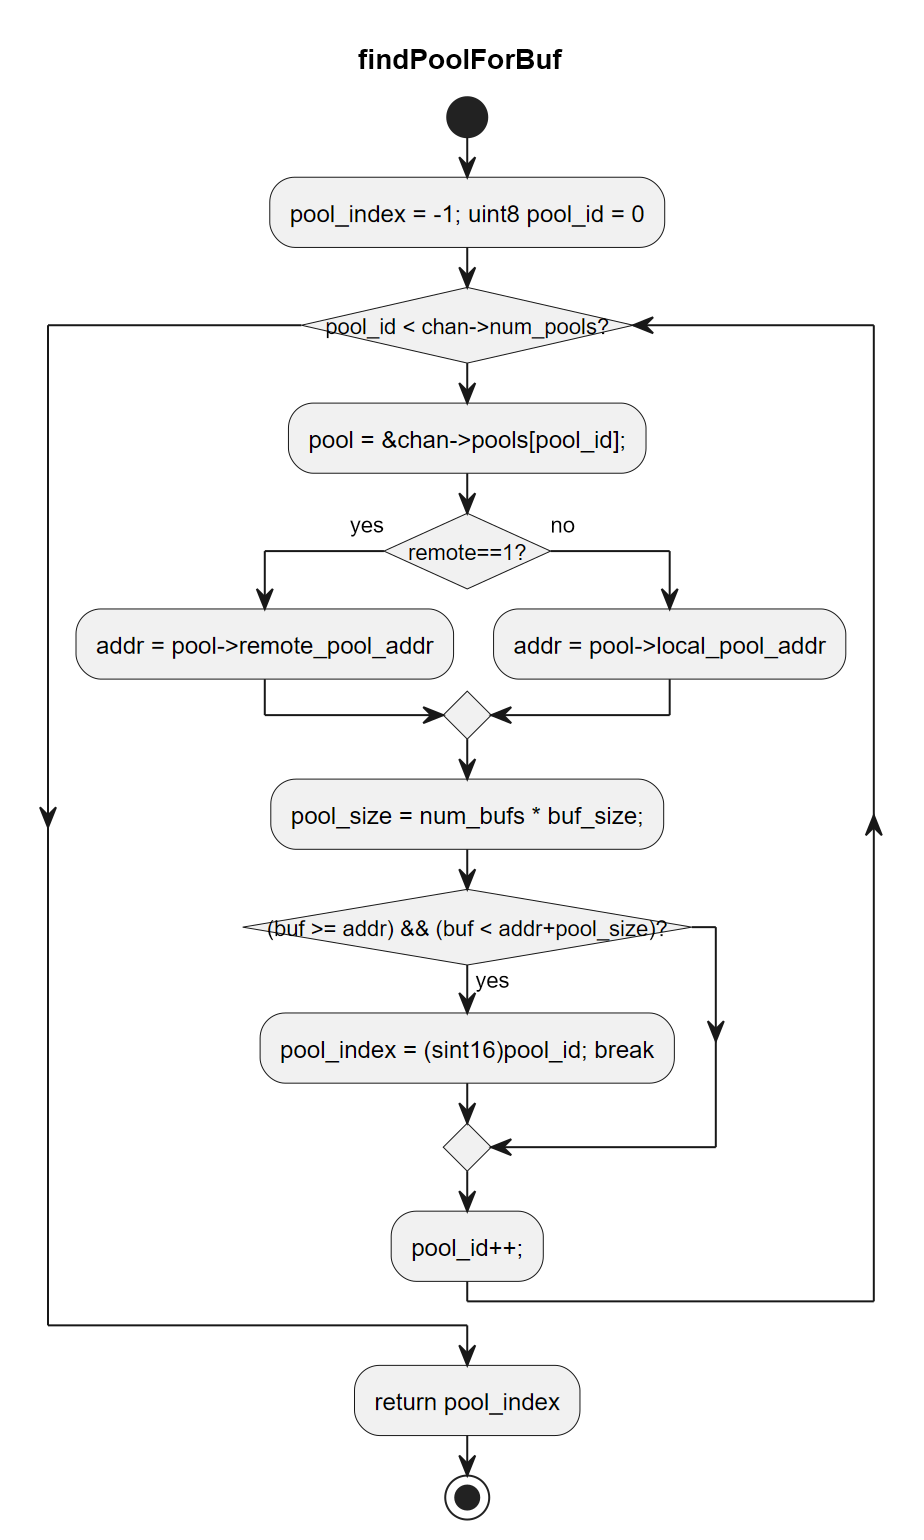 findPoolForBuf
pool_index = -1; uint8 pool_id = 0
pool_id < chan->num_pools?
pool = &chan->pools[pool_id];
yes
no
remote==1?
addr = pool->remote_pool_addr
addr = pool->local_pool_addr
pool_size = num_bufs * buf_size;
(buf >= addr) && (buf < addr+pool_size)?
yes
pool_index = (sint16)pool_id; break
pool_id++;
return pool_index